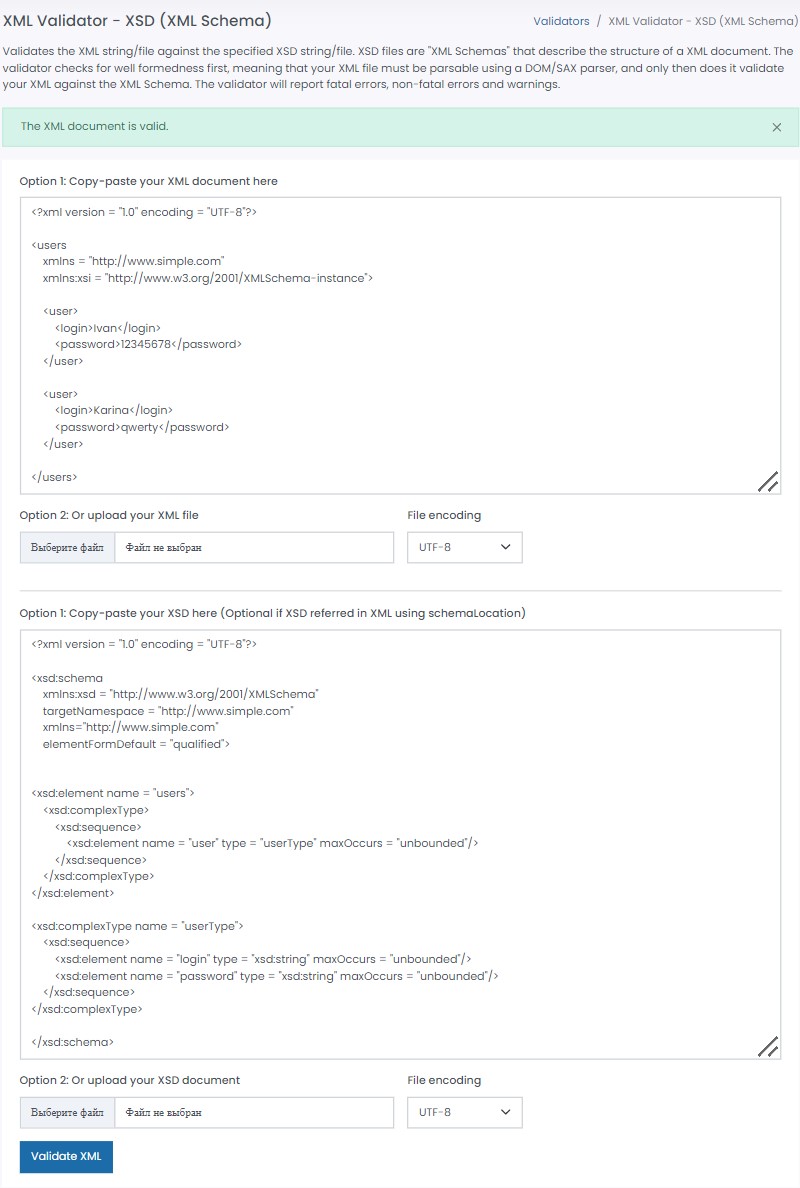 XML Validator - XSD (XML Schema)
Validators / XML Validator - XSD (XML Schema)
Validates the XML string/file against the specified XSD string/file. XSD files are "XML Schemas" that describe the structure of a XML document. The
validator checks for well formedness first, meaning that your XML file must be parsable using a DOM/SAX parser, and only then does it validate
your XML against the XML Schema. The validator will report fatal errors, non-fatal errors and warnings.
The XML document is valid.
Option 1: Copy-paste your XML document here
<?xml version = "1.0" encoding = "UTF-8"?>
<users
xmlns = "http://www.simple.com"
xmlns:xsi = "http://www.w3.org/2001/XMLSchema-instance">
<user>
<login>Ivan</login>
<password>12345678</password>
</user>
<user>
<login>Karina</login>
<password>qwerty</password>
</user>
</users>
Option 2: Or upload your XML file
File encoding
Выберите файл Файл не выбран
UTF-8
Option 1: Copy-paste your XSD here (Optional if XSD referred in XML using schemaLocation)
<?xml version = "1.0" encoding = "UTF-8"?>
<xsd:schema
xmlns:xsd = "http://www.w3.org/2001/XMLSchema"
targetNamespace = "http://www.simple.com"
xmlns="http://www.simple.com"
elementFormDefault = "qualified">
<xsd:element name = "users">
<xsd:complexType>
<xsd:sequence>
<xsd:element name = "user" type = "userType" maxOccurs = "unbounded"/>
</xsd:sequence>
</xsd:complexType>
</xsd:element>
<xsd:complexType name = "userType">
<xsd:sequence>
<xsd:element name = "login" type = "xsd:string" maxOccurs = "unbounded"/>
<xsd:element name = "password" type = "xsd:string" maxOccurs = "unbounded"/>
</xsd:sequence>
</xsd:complexType>
</xsd:schema>
Option 2: Or upload your XSD document
File encoding
Выберите файл Файл не выбран
UTF-8
Validate XML